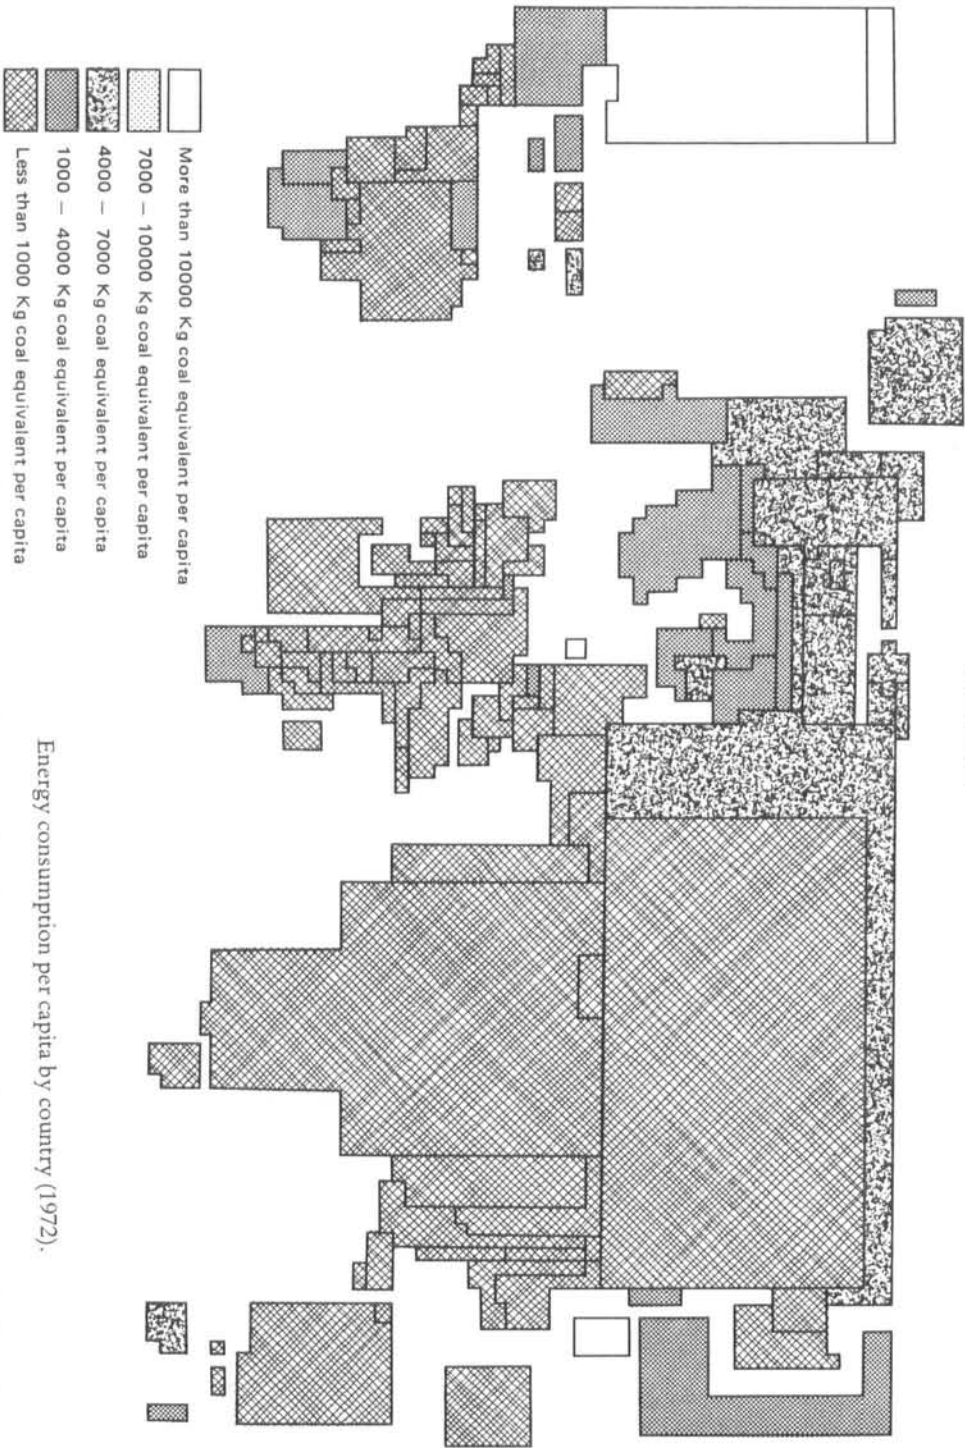 More than 10000 Kg coal equivalent per capita
7000 — 10000 Kg coal equivalent per capita
4000 — 7000 Kg coal equivalent per capita
1000 — 4000 Kg coal equivalent per capita
Less than 1000 Kg coal equivalent per capita
Energy consumption per capita by country (1972).